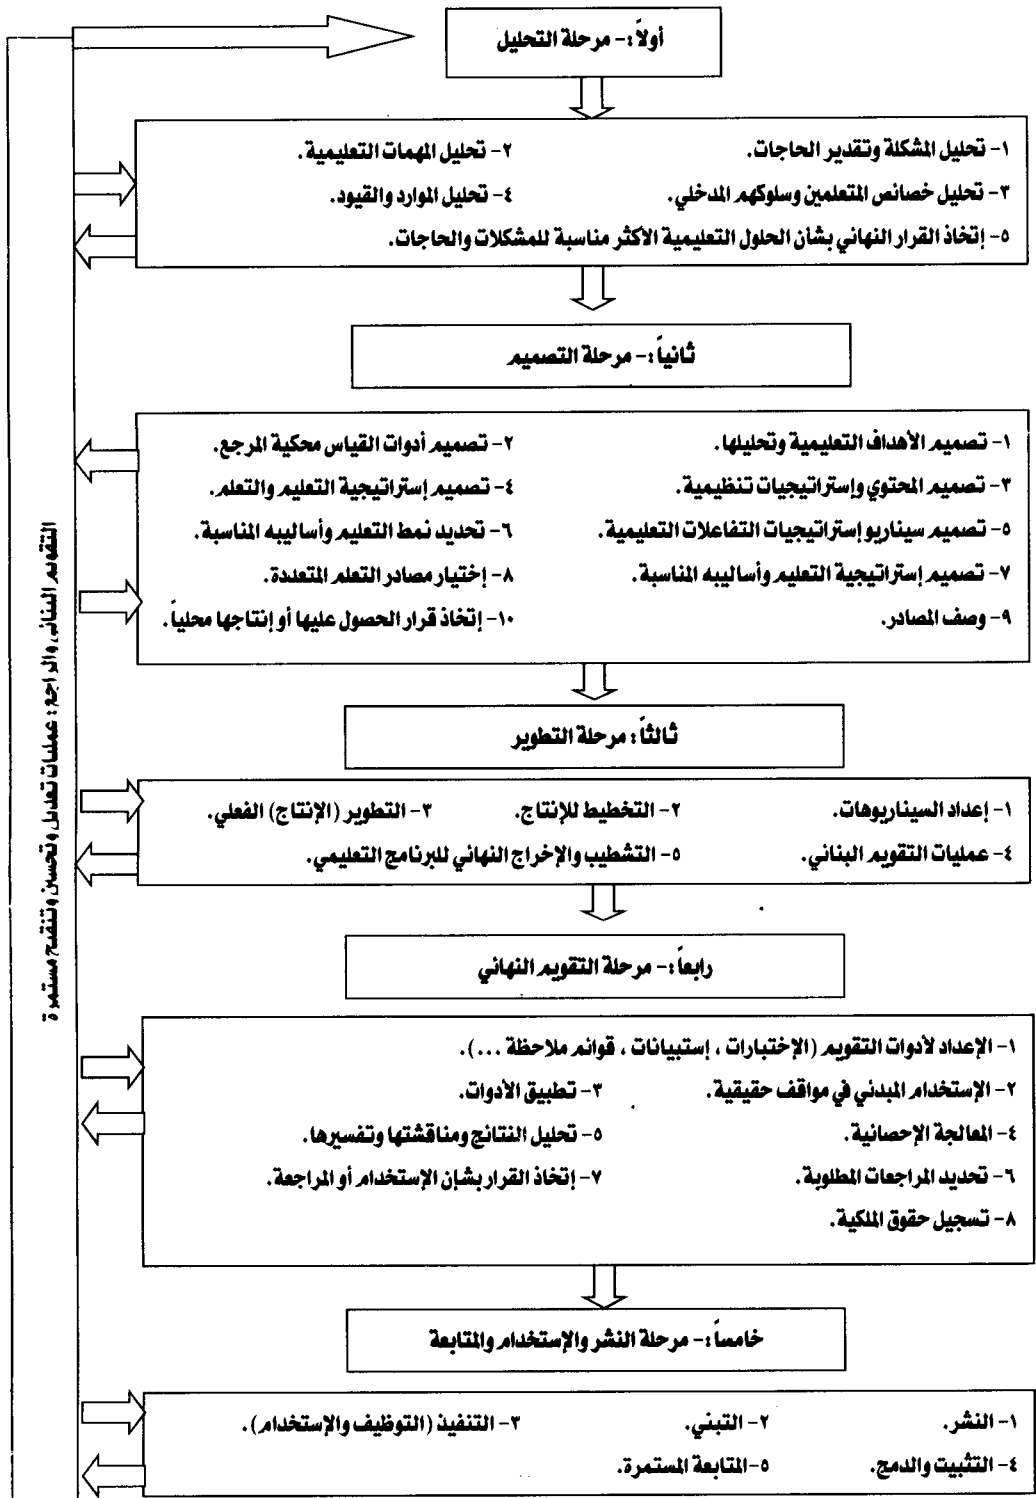 أولاً :- مرحلة التحليل
١- تحليل المشكلة وتقدير الحاجات. ٢- تحليل المهمات التعليمية.
٣- تحليل خصائص المتعلمين وسلوكهم المدخلي. ٤- تحليل الموارد والقيود.
٥- إتخاذ القرار النهائي بشأن الحلول التعليمية الأكثر مناسبة للمشكلات والحاجات.
ثانياً :- مرحلة التصميم
١- تصميم الأهداف التعليمية وتحليلها. ٢- تصميم أدوات القياس محكية المرجع.
٣- تصميم المحتوي وإستراتيجيات تنظيمية. ٤- تصميم إستراتيجية التعليم والتعلم.
٥- تصميم سيناريو إستراتيجيات التفاعلات التعليمية. ٦- تحديد نمط التعليم وأساليبه المناسبة.
٧- تصميم إستراتيجية التعليم وأساليبه المناسبة. ٨- إختيار مصادر التعلم المتعددة.
٩- وصف المصادر. ١٠- إتخاذ قرار الحصول عليها أو إنتاجها محلياً.
ثالثاً : مرحلة التطوير
١- إعداد السيناريوهات. ٢- التخطيط للإنتاج. ٣- التطوير (الإنتاج) الفعلي.
٤- عمليات التقويم البنائي. ٥- التشطيب والإخراج النهائي للبرنامج التعليمي.
رابعاً :- مرحلة التقويم النهائي
١- الإعداد لأدوات التقويم (الإختبارات ، إستبيانات ، قوائم ملاحظة ...).
٢- الإستخدام المبدئي في مواقف حقيقية. ٣- تطبيق الأدوات.
٤- المعالجة الإحصائية. ٥- تحليل النتائج ومناقشتها وتفسيرها.
٦- تحديد المراجعات المطلوبة. ٧- إتخاذ القرار بشإن الإستخدام أو المراجعة.
٨- تسجيل حقوق الملكية.
خامساً :- مرحلة النشر والإستخدام والمتابعة
١- النشر. ٢- التبني. ٣- التنفيذ (التوظيف والإستخدام).
٤- التثبيت والدمج. ٥-المتابعة المستمرة.
التقويم البنائي والراجع : عمليات تعديل وتحسين وتنقيح مستمرة